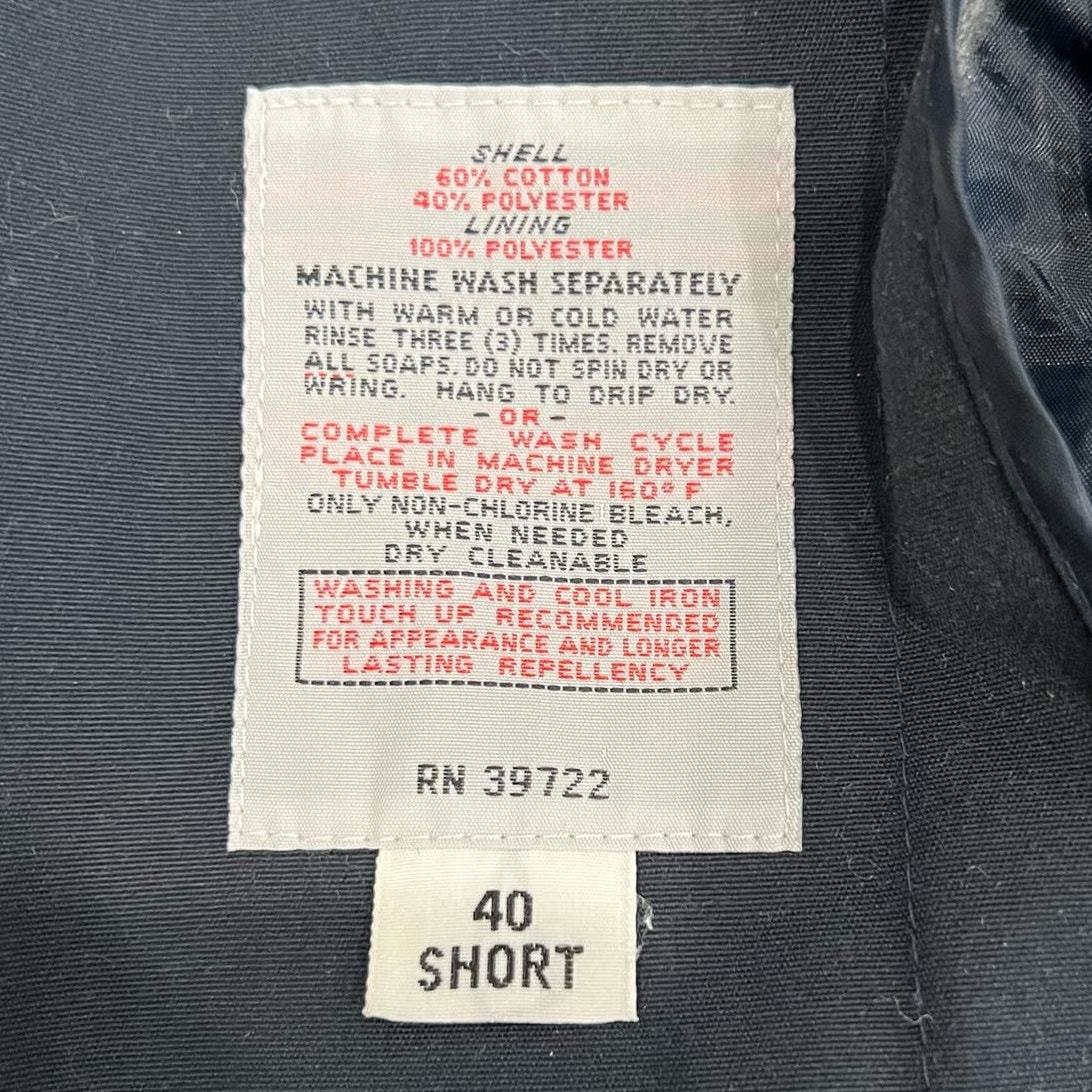 SHELL
60% COTTON
40% POLYESTER
LINING
100% POLYESTER
MACHINE WASH SEPARATELY
WITH WARM OR COLD WATER
RINSE THREE (3) TIMES. REMOVE
ALL SOAPS. DO NOT SPIN DRY OR
WRING. HANG TO DRIP DRY.
- OR -
COMPLETE WASH CYCLE
PLACE IN MACHINE DRYER
TUMBLE DRY AT 160° F
ONLY NON-CHLORINE BLEACH,
WHEN NEEDED
DRY CLEANABLE
WASHING AND COOL IRON
TOUCH UP RECOMMENDED
FOR APPEARANCE AND LONGER
LASTING REPELLENCY
RN 39722
40
SHORT